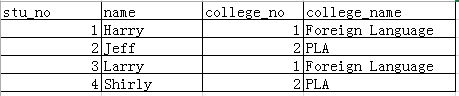 stu_no name college_no college_name
1 Harry 1 Foreign Language
2 Jeff 2 PLA
3 Larry 1 Foreign Language
4 Shirly 2 PLA